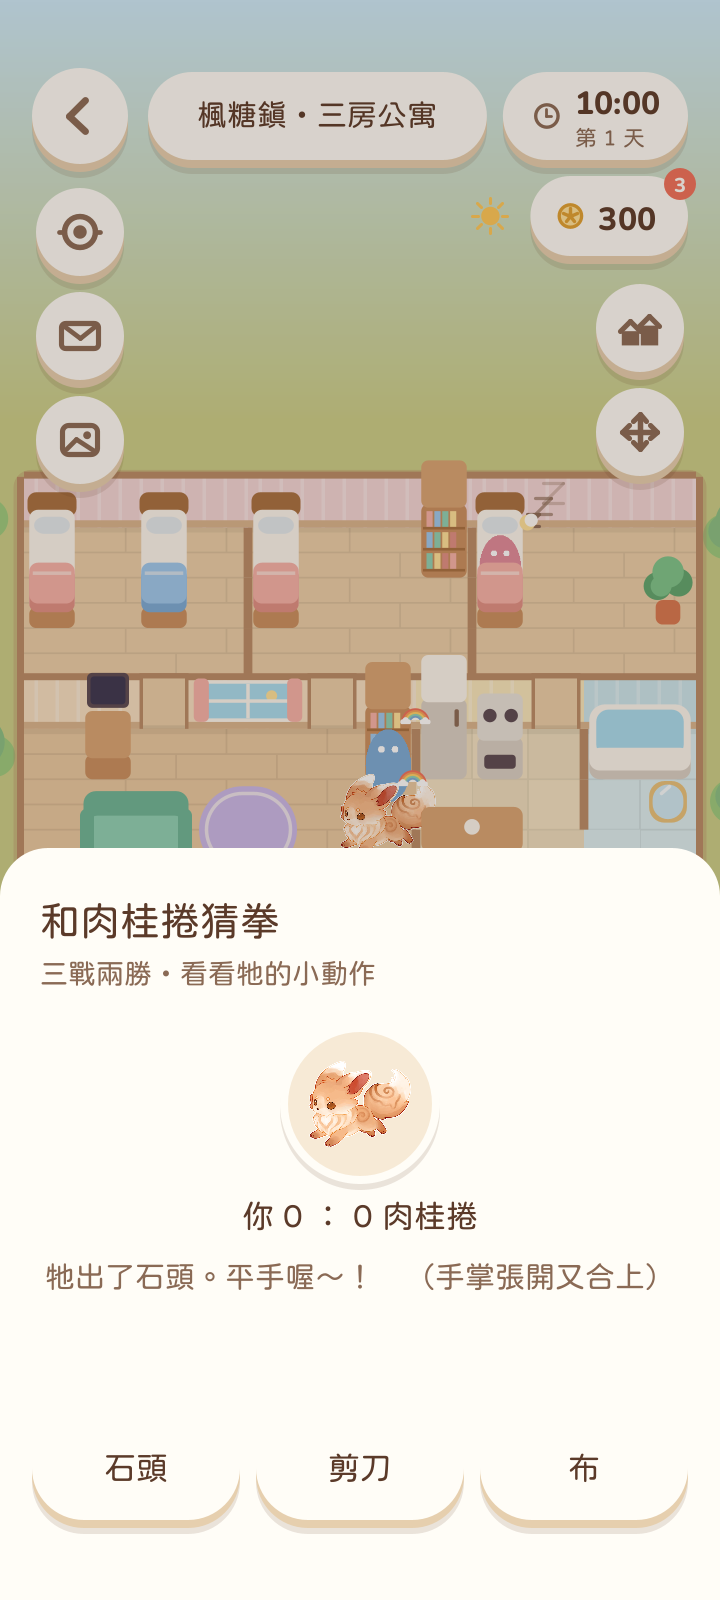 楓糖鎮・三房公寓
10:00
第 1 天
3
300
和肉桂捲猜拳
三戰兩勝・看看牠的小動作
你 0 ： 0 肉桂捲
牠出了石頭。平手喔～！　（手掌張開又合上）
石頭
剪刀
布